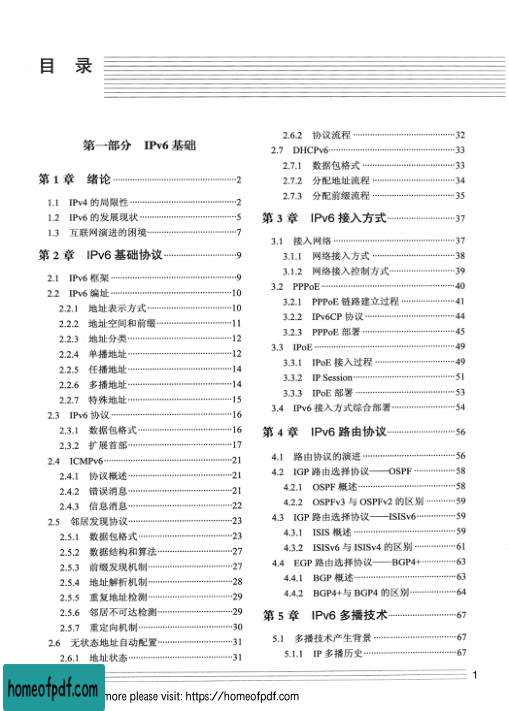 目 录
第一部分 IPv6 基础
第 1 章 绪论 2
1.1 IPv4 的局限性 2
1.2 IPv6 的发展现状 5
1.3 互联网演进的困境 7
第 2 章 IPv6 基础协议 9
2.1 IPv6 框架 9
2.2 IPv6 编址 10
2.2.1 地址表示方式 10
2.2.2 地址空间和前缀 11
2.2.3 地址分类 12
2.2.4 单播地址 12
2.2.5 任播地址 14
2.2.6 多播地址 14
2.2.7 特殊地址 15
2.3 IPv6 协议 16
2.3.1 数据包格式 16
2.3.2 扩展首部 17
2.4 ICMPv6 21
2.4.1 协议概述 21
2.4.2 错误消息 21
2.4.3 信息消息 22
2.5 邻居发现协议 23
2.5.1 数据包格式 23
2.5.2 数据结构和算法 27
2.5.3 前缀发现机制 27
2.5.4 地址解析机制 28
2.5.5 重复地址检测 29
2.5.6 邻居不可达检测 29
2.5.7 重定向机制 30
2.6 无状态地址自动配置 31
2.6.1 地址状态 31
2.6.2 协议流程 32
2.7 DHCPv6 33
2.7.1 数据包格式 33
2.7.2 分配地址流程 34
2.7.3 分配前缀流程 35
第 3 章 IPv6 接入方式 37
3.1 接入网络 37
3.1.1 网络接入方式 38
3.1.2 网络接入控制方式 39
3.2 PPPoE 40
3.2.1 PPPoE 链路建立过程 41
3.2.2 IPv6CP 协议 44
3.2.3 PPPoE 部署 45
3.3 IPoE 49
3.3.1 IPoE 接入过程 49
3.3.2 IP Session 51
3.3.3 IPoE 部署 53
3.4 IPv6 接入方式综合部署 54
第 4 章 IPv6 路由协议 56
4.1 路由协议的演进 56
4.2 IGP 路由选择协议——OSPF 58
4.2.1 OSPF 概述 58
4.2.2 OSPFv3 与 OSPFv2 的区别 59
4.3 IGP 路由选择协议——ISISv6 59
4.3.1 ISIS 概述 59
4.3.2 ISISv6 与 ISISv4 的区别 61
4.4 EGP 路由选择协议——BGP4+ 63
4.4.1 BGP 概述 63
4.4.2 BGP4+与 BGP4 的区别 64
第 5 章 IPv6 多播技术 67
5.1 多播技术产生背景 67
5.1.1 IP 多播历史 67
1
homeofpdf.com
more please visit: https://homeofpdf.com